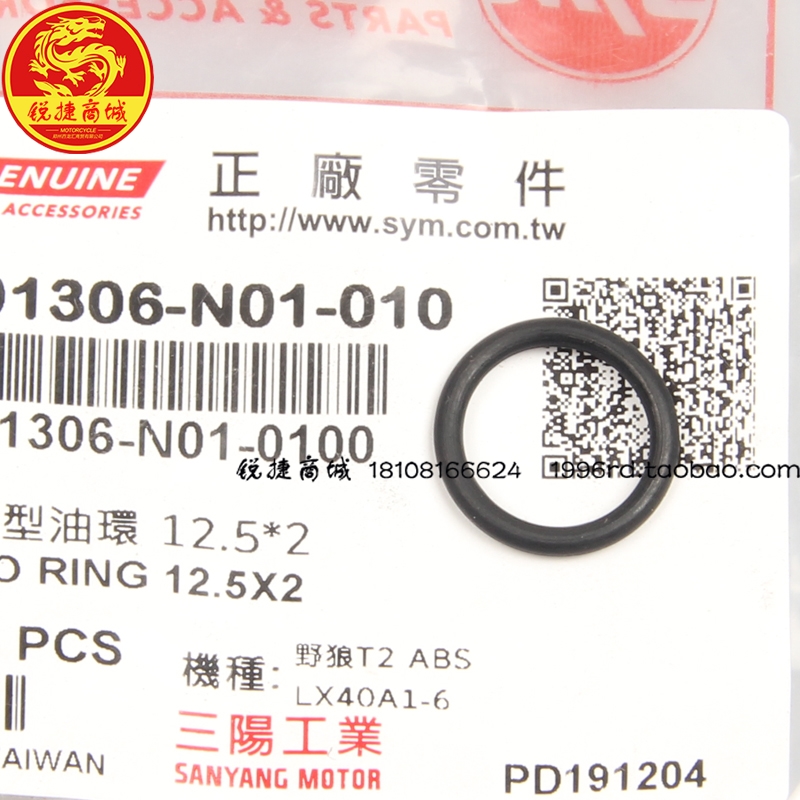 PARTS & ACCESSOR
锐捷商城
MOTORCYCLE
ENUINE
ACCESSORIES
正廠零件
http://www.sym.com.tw
91306-N01-010
1306-N01-0100
锐捷商城 18108166624 1996rd.taobao.com
型油環 12.5*2
O RING 12.5X2
PCS
機種:
野狼T2 ABS
LX40A1-6
AIWAN
三陽工業
SANYANG MOTOR
PD191204